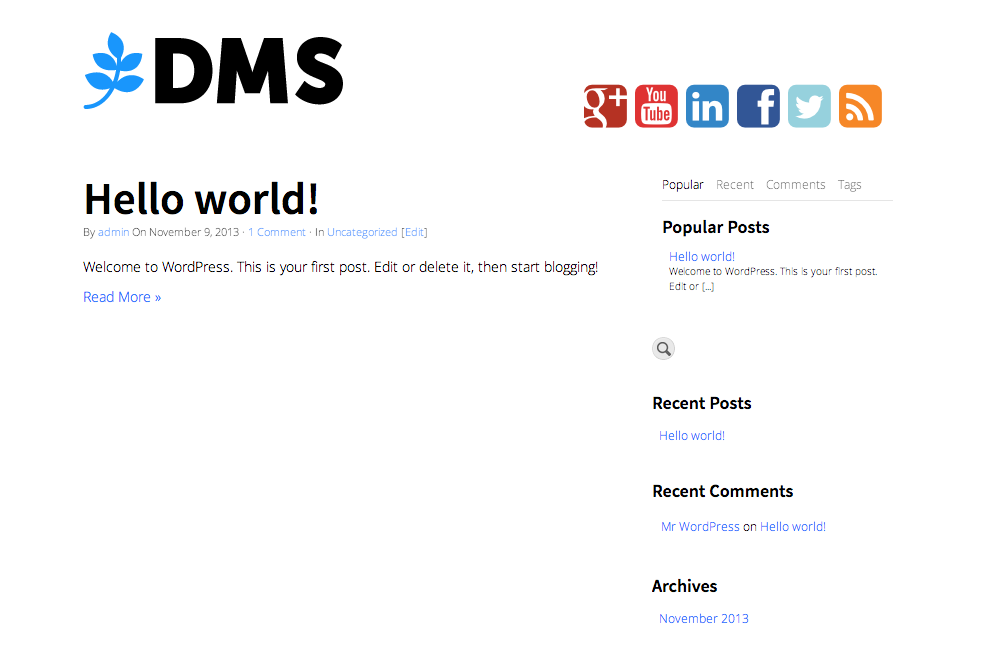 DMS
g+
You
Tube
in
f
Hello world!
By admin On November 9, 2013 · 1 Comment · In Uncategorized [Edit]
Welcome to WordPress. This is your first post. Edit or delete it, then start blogging!
Read More »
Popular Recent Comments Tags
Popular Posts
Hello world!
Welcome to WordPress. This is your first post.
Edit or [...]
Recent Posts
Hello world!
Recent Comments
Mr WordPress on Hello world!
Archives
November 2013